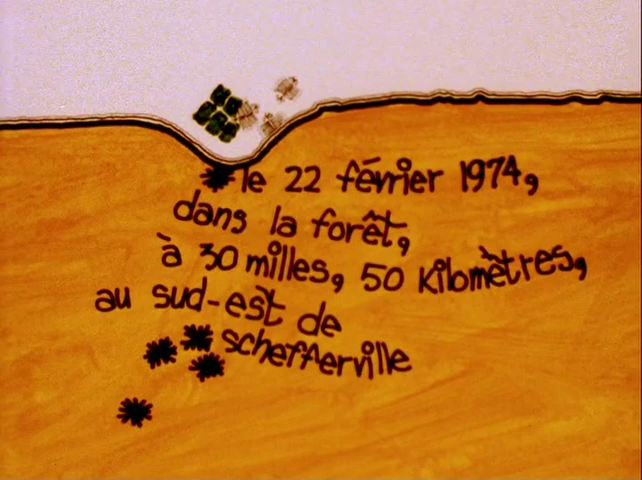 le 22 février 1974,
dans la forêt,
à 30 milles, 50 kilomètres,
au sud-est de
schefferville